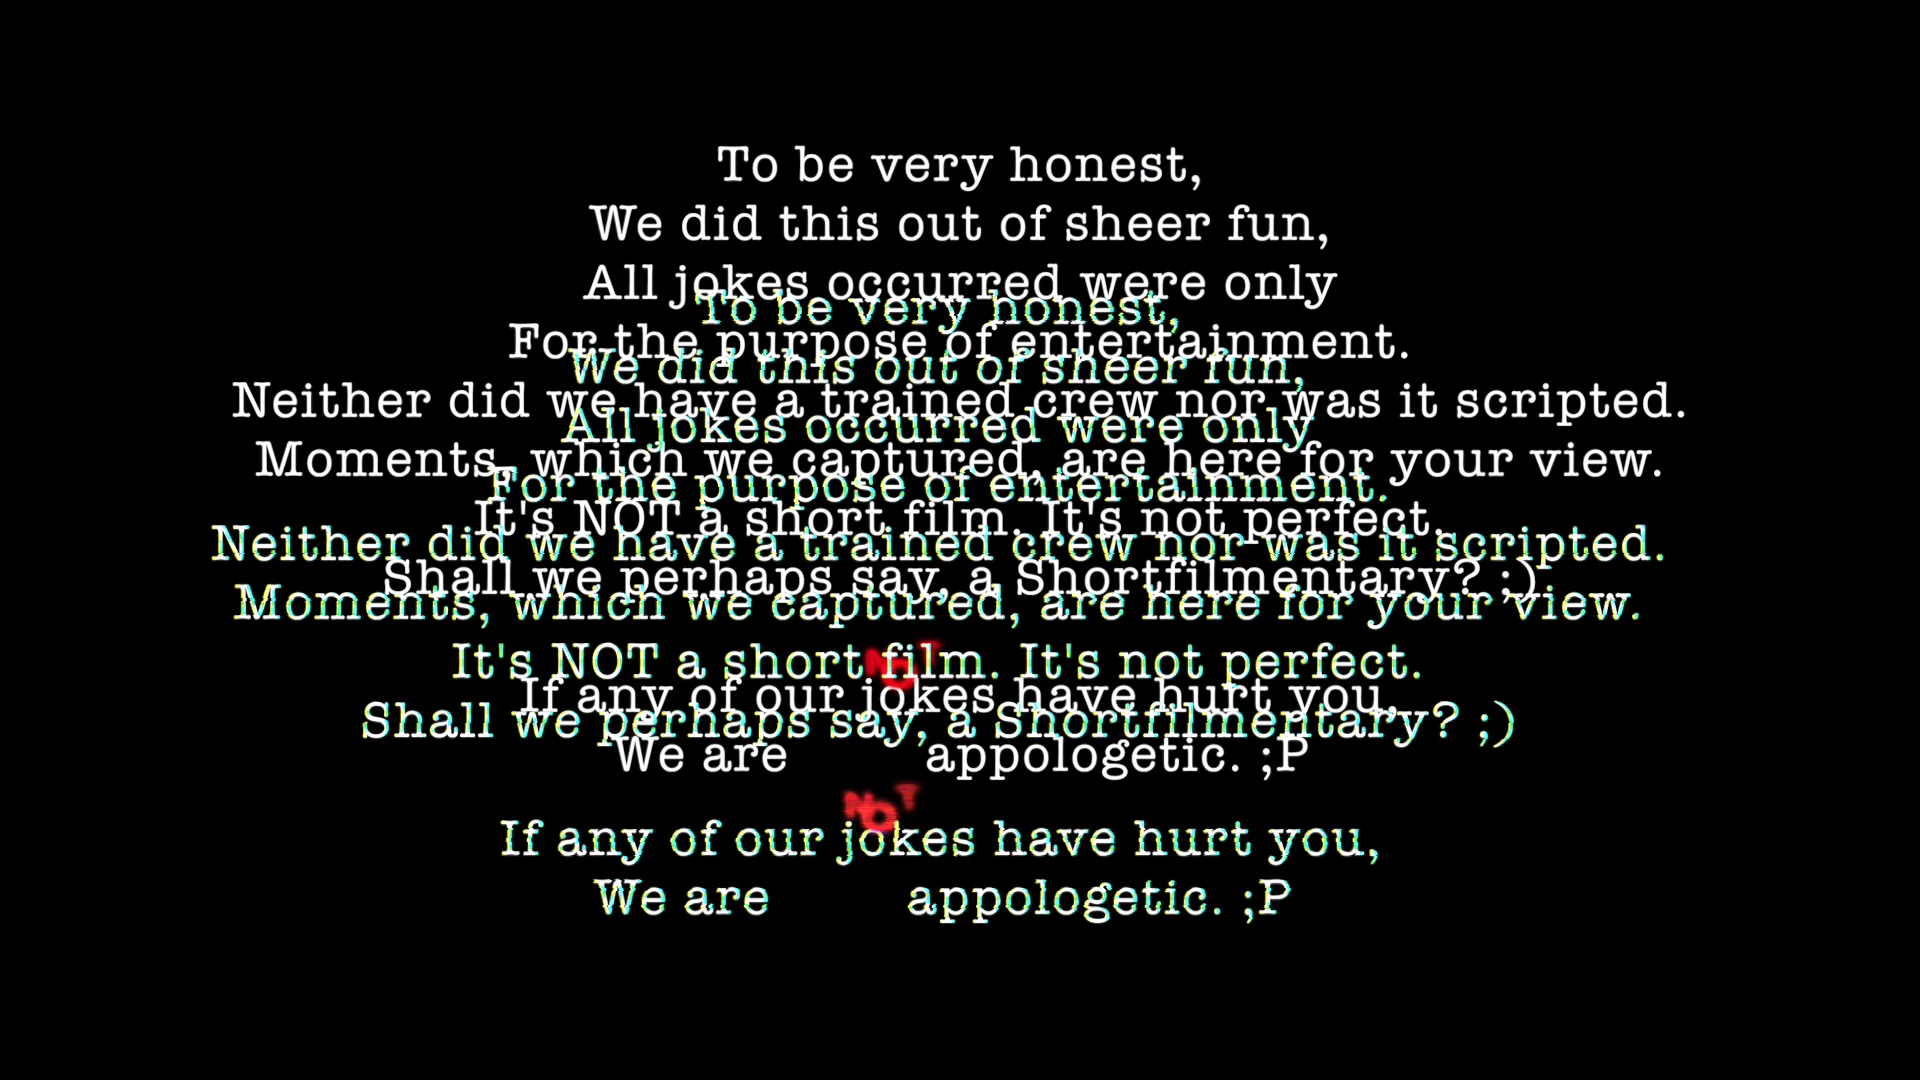 To be very honest,
We did this out of sheer fun,
All jokes occurred were only
For the purpose of entertainment.
Neither did we have a trained crew nor was it scripted.
Moments, which we captured, are here for your view.
It's NOT a short film. It's not perfect.
Shall we perhaps say, a Shortfilmentary? ;)
NOT
If any of our jokes have hurt you,
We are appologetic. ;P
To be very honest,
We did this out of sheer fun,
All jokes occurred were only
For the purpose of entertainment.
Neither did we have a trained crew nor was it scripted.
Moments, which we captured, are here for your view.
It's NOT a short film. It's not perfect.
Shall we perhaps say, a Shortfilmentary? ;)
NOT
If any of our jokes have hurt you,
We are appologetic. ;P